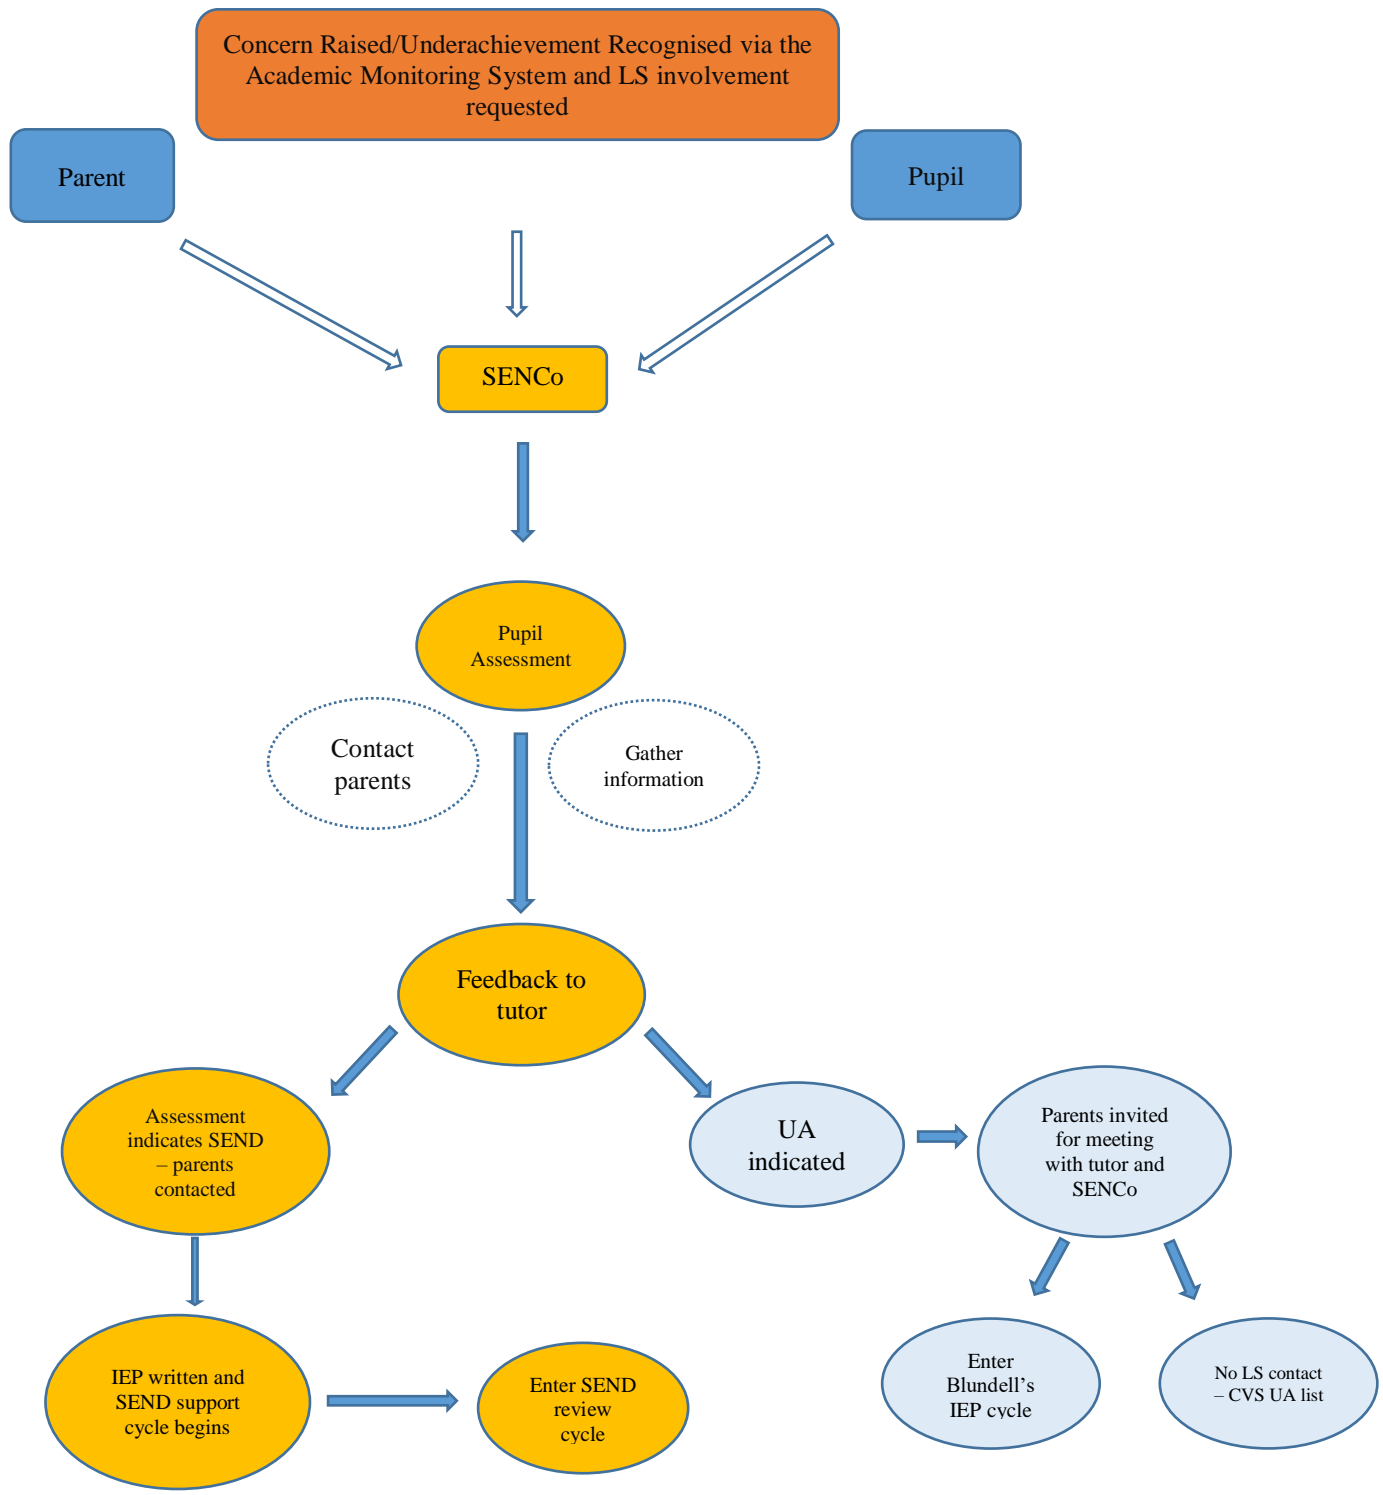 Concern Raised/Underachievement Recognised via the
Academic Monitoring System and LS involvement
requested
Parent
Pupil
SENCo
Pupil
Assessment
Contact
parents
Gather
information
Feedback to
tutor
Assessment
indicates SEND
– parents
contacted
UA
indicated
Parents invited
for meeting
with tutor and
SENCo
IEP written and
SEND support
cycle begins
Enter SEND
review
cycle
Enter
Blundell’s
IEP cycle
No LS contact
– CVS UA list